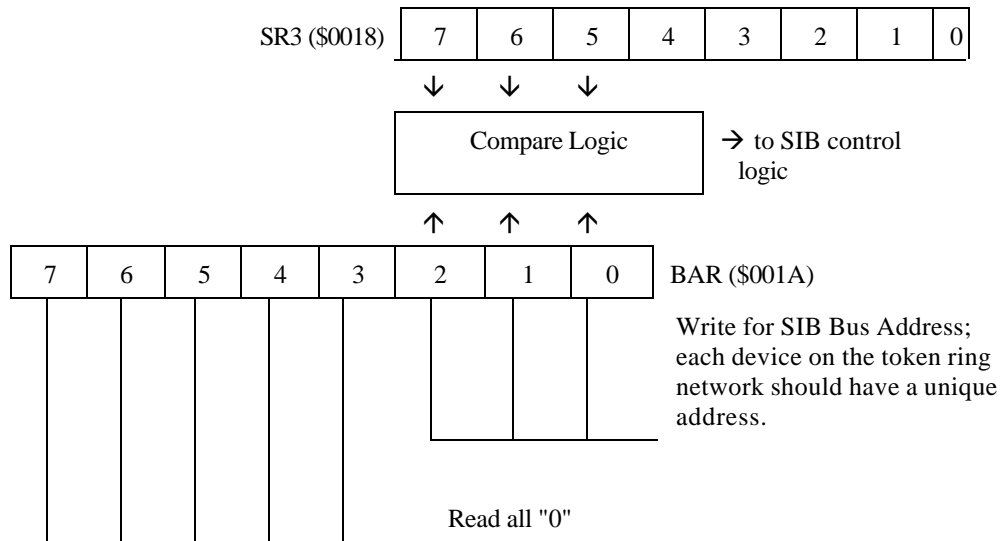 SR3 ($0018) 7 6 5 4 3 2 1 0
Compare Logic
→ to SIB control
logic
7 6 5 4 3 2 1 0 BAR ($001A)
Write for SIB Bus Address;
each device on the token ring
network should have a unique
address.
Read all "0"